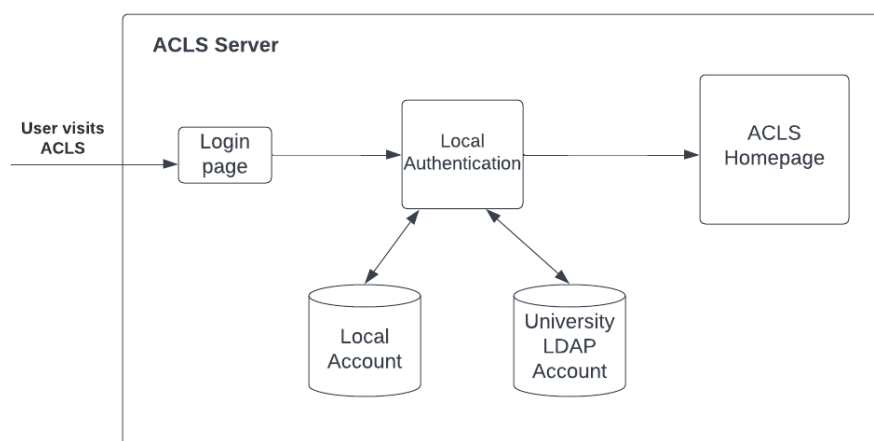 ACLS Server
User visits
ACLS
Login
page
Local
Authentication
ACLS
Homepage
Local
Account
University
LDAP
Account